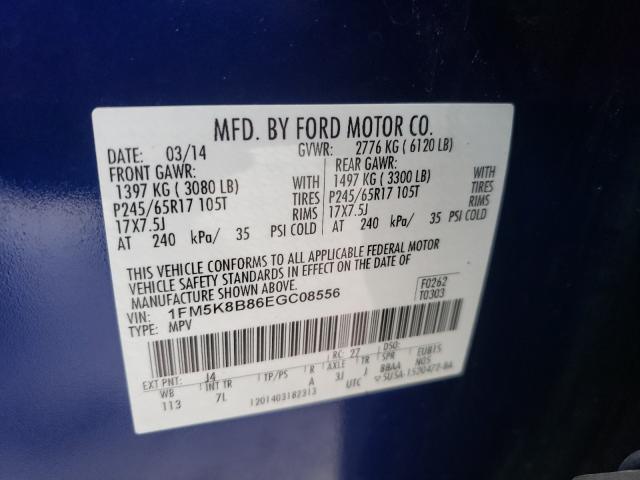 MFD. BY FORD MOTOR CO.
DATE: 03/14 GVWR: 2776 KG ( 6120 LB)
FRONT GAWR: REAR GAWR:
1397 KG ( 3080 LB) WITH 1497 KG ( 3300 LB) WITH
P245/65R17 105T TIRES P245/65R17 105T TIRES
17X7.5J RIMS 17X7.5J RIMS
AT 240 kPa/ 35 PSI COLD AT 240 kPa/ 35 PSI COLD
THIS VEHICLE CONFORMS TO ALL APPLICABLE FEDERAL MOTOR
VEHICLE SAFETY STANDARDS IN EFFECT ON THE DATE OF
MANUFACTURE SHOWN ABOVE.
VIN: 1FM5K8B86EGC08556 F0262
TYPE: MPV T0303
EXT PNT: J4 RC: 27 DSO:
WB INT TR TP/PS R AXLE TR SPR EUB15
113 7L A 3J J BBAA NGS
1201403182313 UTC